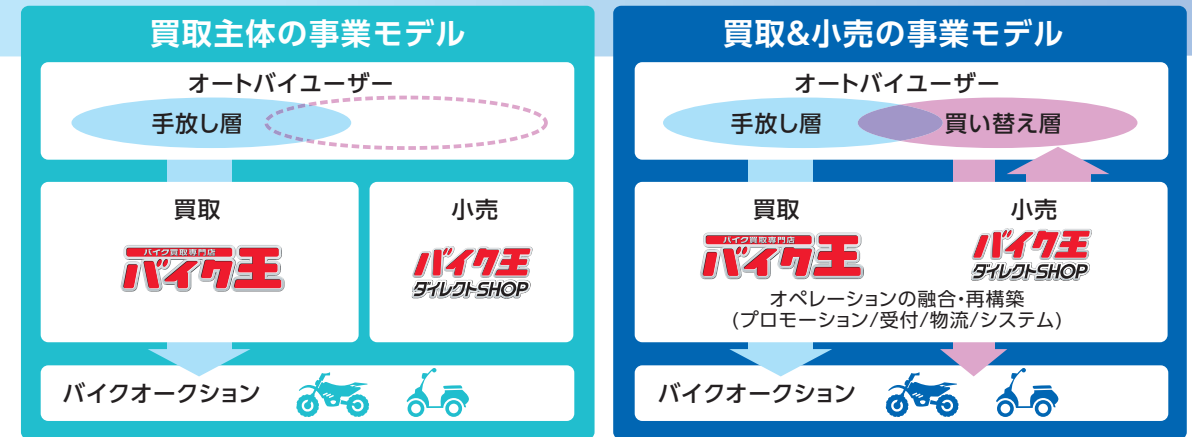 買取主体の事業モデル
オートバイユーザー
手放し層
買取
バイク買取専門店
バイク王
小売
バイク王
ダイレクトSHOP
バイクオークション
買取&小売の事業モデル
オートバイユーザー
手放し層
買い替え層
買取
バイク買取専門店
バイク王
小売
バイク王
ダイレクトSHOP
オペレーションの融合・再構築
(プロモーション/受付/物流/システム)
バイクオークション